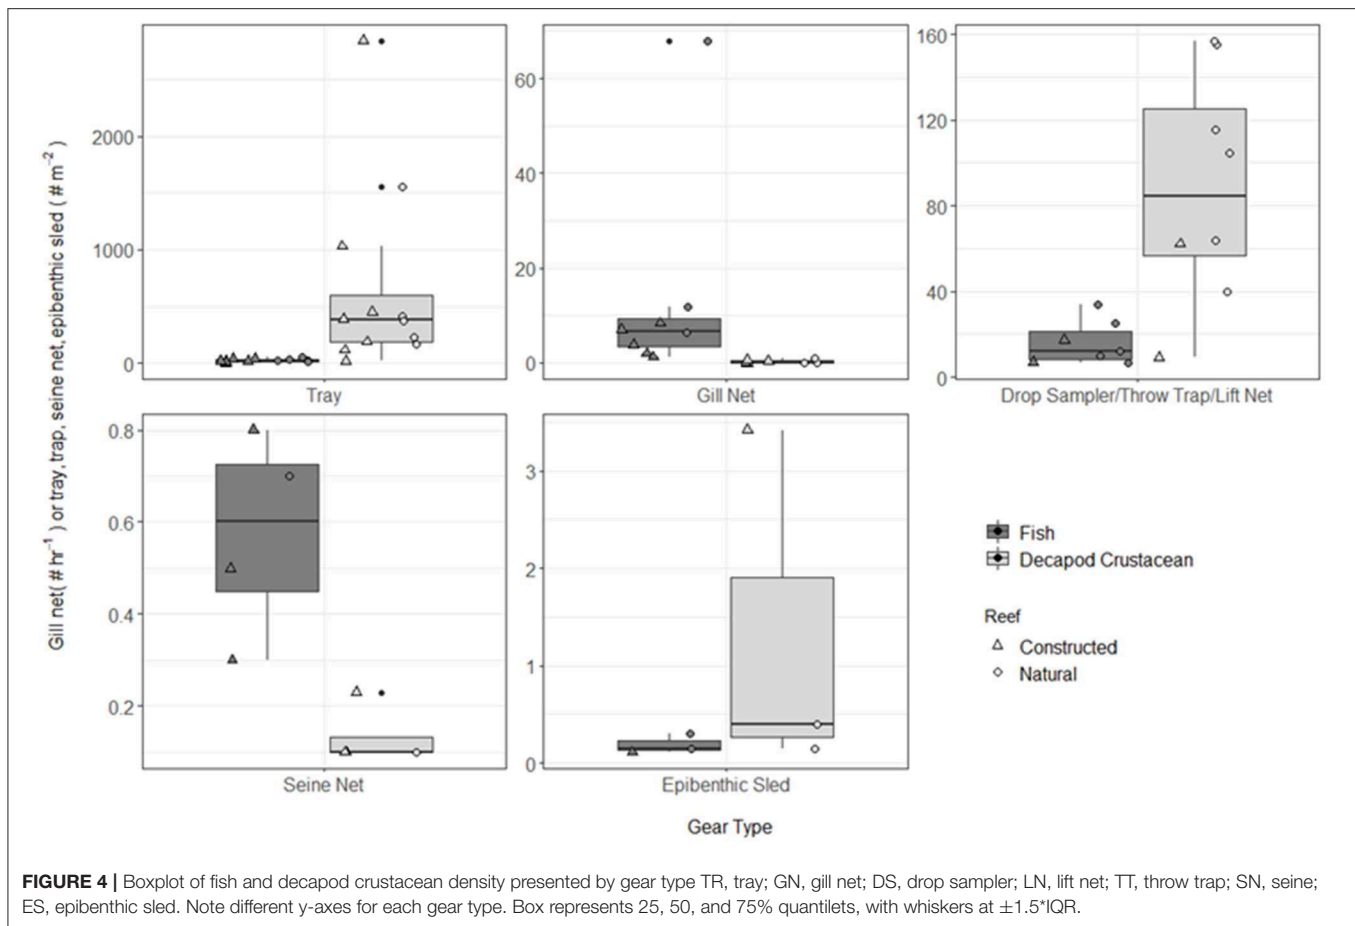 Gill net( # hr⁻¹ ) or tray, trap, seine net, epibenthic sled ( # m⁻² )
2000
1000
0
Tray
60
40
20
0
Gill Net
160
120
80
40
0
Drop Sampler/Throw Trap/Lift Net
0.8
0.6
0.4
0.2
Seine Net
3
2
1
0
Epibenthic Sled
Fish
Decapod Crustacean
Reef
Constructed
Natural
Gear Type
FIGURE 4 | Boxplot of fish and decapod crustacean density presented by gear type TR, tray; GN, gill net; DS, drop sampler; LN, lift net; TT, throw trap; SN, seine;
ES, epibenthic sled. Note different y-axes for each gear type. Box represents 25, 50, and 75% quantilets, with whiskers at ±1.5*IQR.